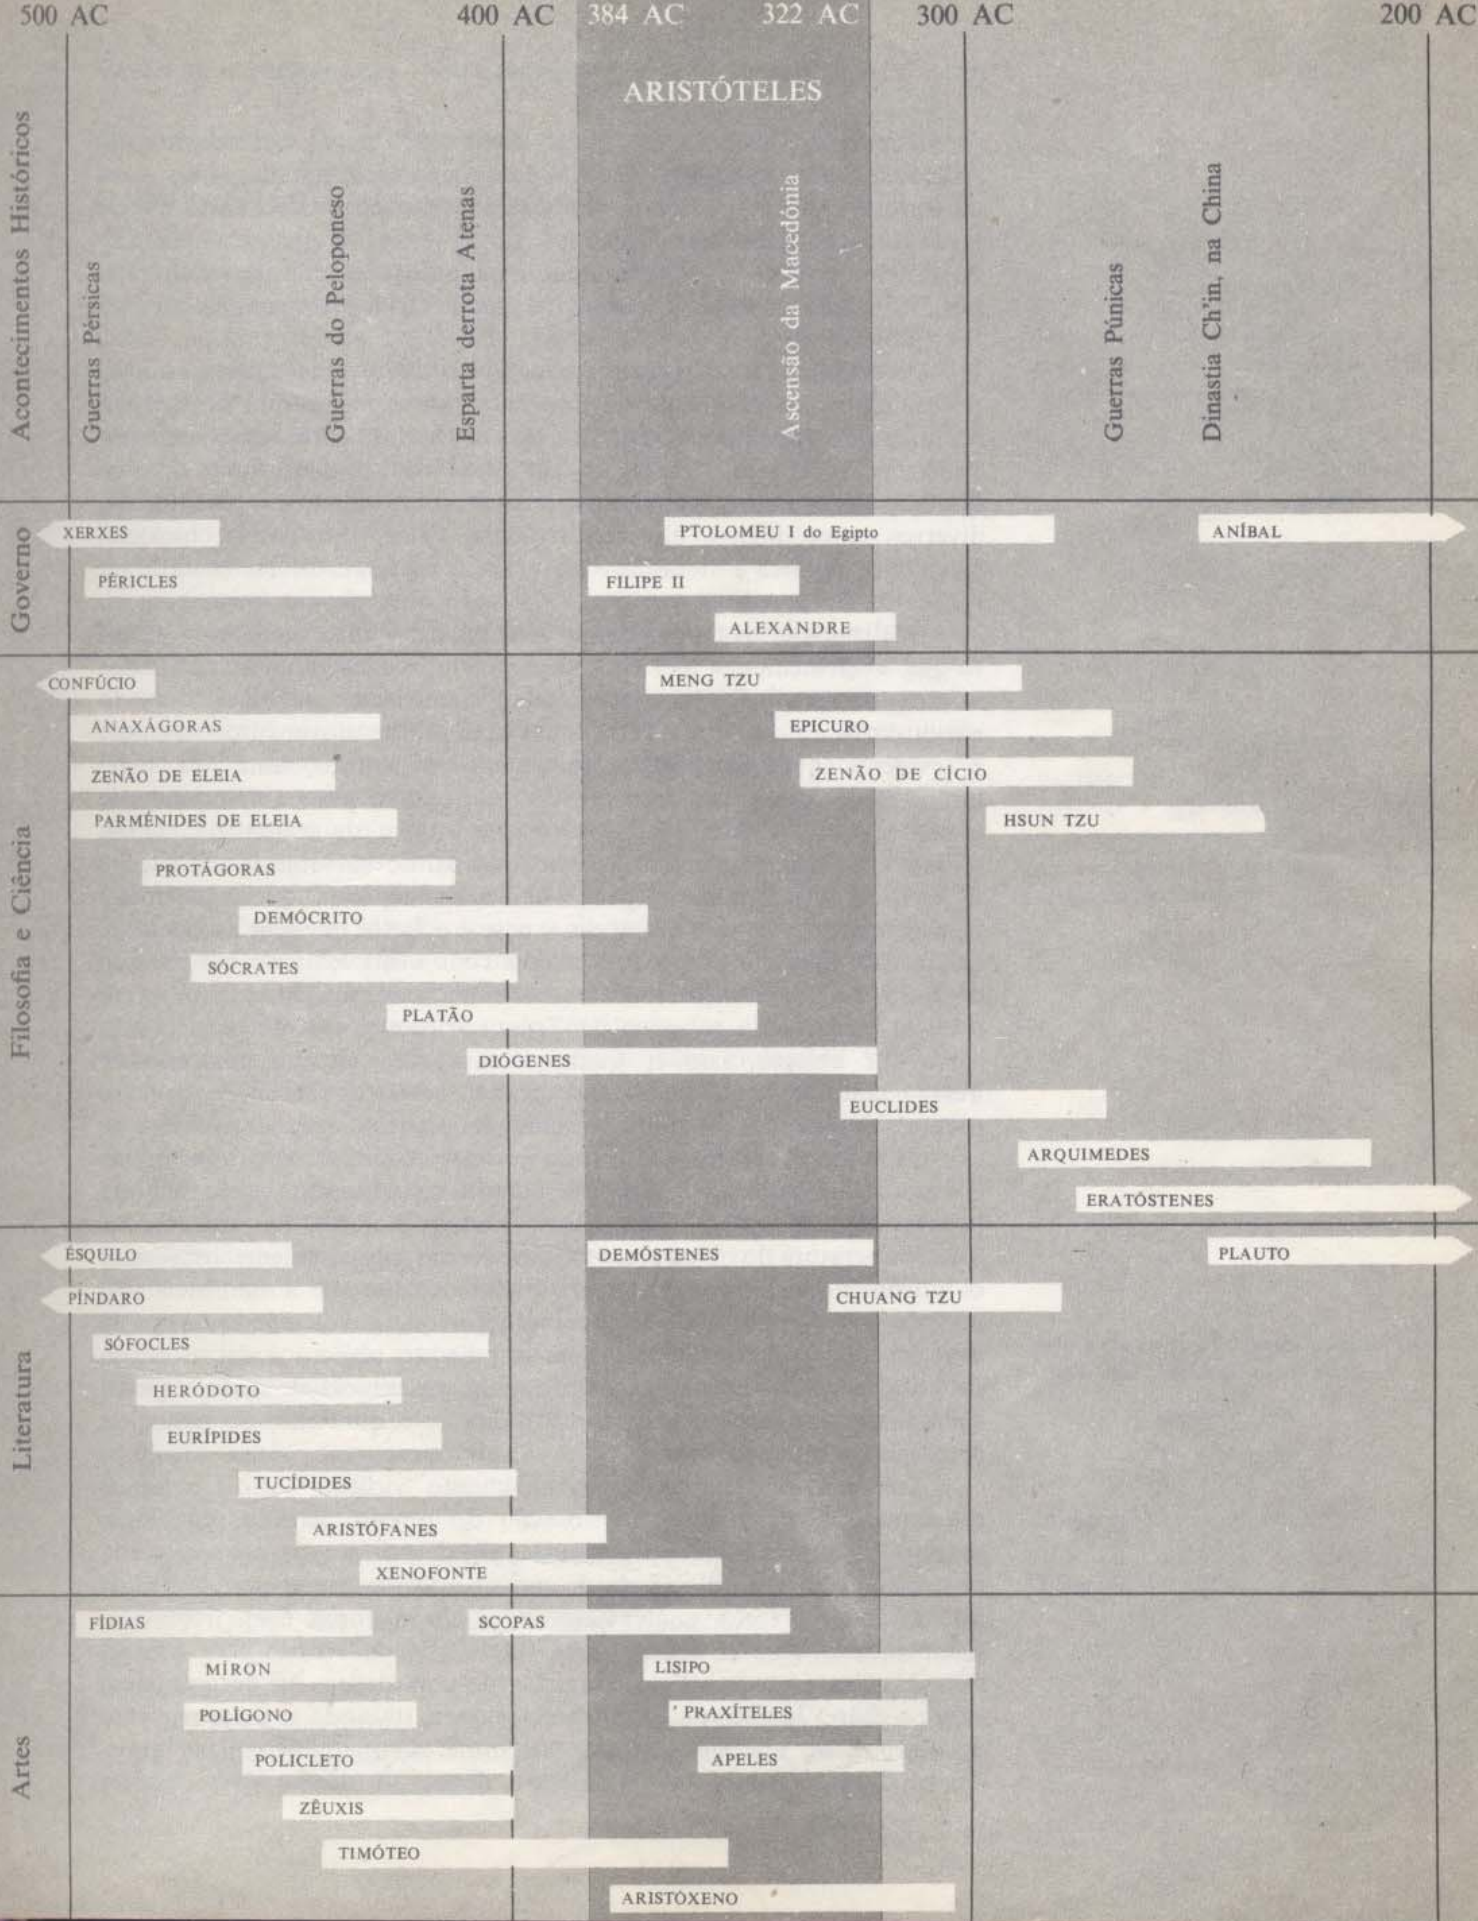 500 AC 400 AC 384 AC 322 AC 300 AC 200 AC
ARISTÓTELES
Acontecimentos Históricos
Guerras Pérsicas
Guerras do Peloponeso
Esparta derrota Atenas
Ascensão da Macedónia
Guerras Púnicas
Dinastia Ch'in, na China
Governo
XERXES PTOLOMEU I do Egipto ANÍBAL
PÉRICLES FILIPE II
ALEXANDRE
Filosofia e Ciência
CONFÚCIO MENG TZU
ANAXÁGORAS EPICURO
ZENÃO DE ELEIA ZENÃO DE CÍCIO
PARMÉNIDES DE ELEIA HSUN TZU
PROTÁGORAS
DEMÓCRITO
SÓCRATES
PLATÃO
DIÓGENES
EUCLIDES
ARQUIMEDES
ERATÓSTENES
Literatura
ÉSQUILO DEMÓSTENES PLAUTO
PÍNDARO CHUANG TZU
SÓFOCLES
HERÓDOTO
EURÍPIDES
TUCÍDIDES
ARISTÓFANES
XENOFONTE
Artes
FÍDIAS SCOPAS
MÍRON LISIPO
POLÍGONO PRAXÍTELES
POLICLETO APELES
ZÊUXIS
TIMÓTEO
ARISTÓXENO